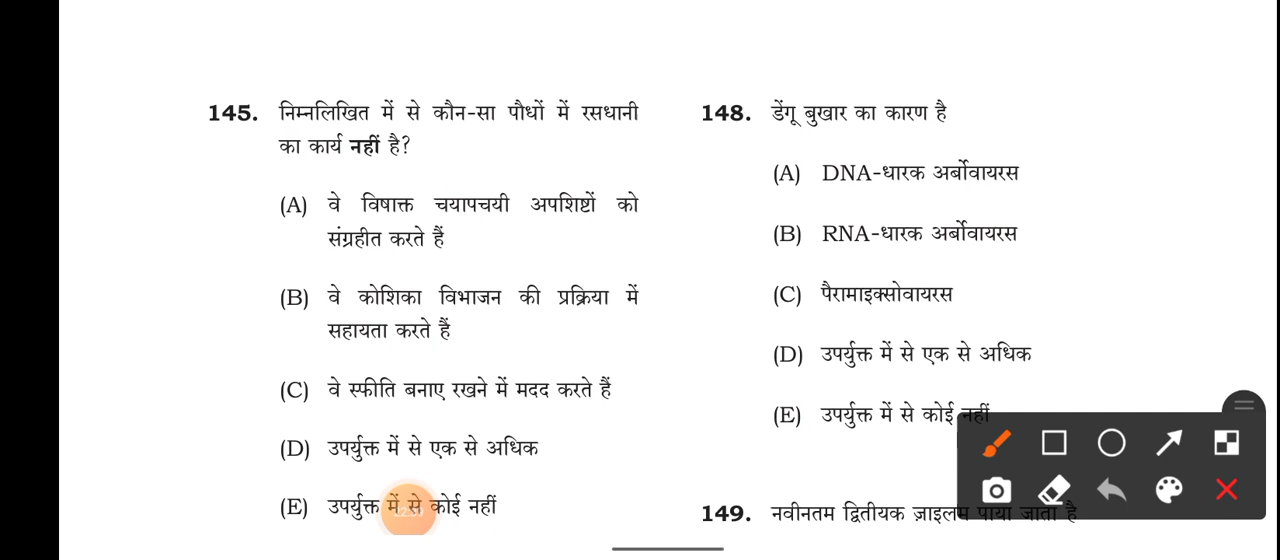 145. निम्नलिखित में से कौन-सा पौधों में रसधानी
का कार्य नहीं है?
(A) वे विषाक्त चयापचयी अपशिष्टों को
संग्रहीत करते हैं
(B) वे कोशिका विभाजन की प्रक्रिया में
सहायता करते हैं
(C) वे स्फीति बनाए रखने में मदद करते हैं
(D) उपर्युक्त में से एक से अधिक
(E) उपर्युक्त में से कोई नहीं
148. डेंगू बुखार का कारण है
(A) DNA-धारक अर्बोवायरस
(B) RNA-धारक अर्बोवायरस
(C) पैरामाइक्सोवायरस
(D) उपर्युक्त में से एक से अधिक
(E) उपर्युक्त में से कोई नहीं
149. नवीनतम द्वितीयक ज़ाइलम पाया जाता है